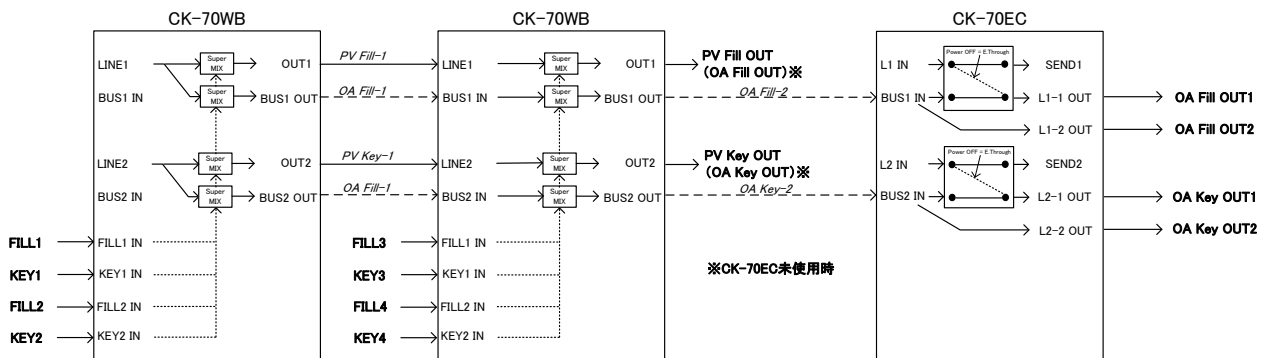 CK-70WB
LINE1
Super
MIX
OUT1
BUS1 IN
Super
MIX
BUS1 OUT
LINE2
Super
MIX
OUT2
BUS2 IN
Super
MIX
BUS2 OUT
FILL1
FILL1 IN
KEY1
KEY1 IN
FILL2
FILL2 IN
KEY2
KEY2 IN
PV Fill-1
OA Fill-1
PV Key-1
OA Fill-1
CK-70WB
LINE1
Super
MIX
OUT1
BUS1 IN
Super
MIX
BUS1 OUT
LINE2
Super
MIX
OUT2
BUS2 IN
Super
MIX
BUS2 OUT
FILL3
FILL1 IN
KEY3
KEY1 IN
FILL4
FILL2 IN
KEY4
KEY2 IN
PV Fill OUT
(OA Fill OUT)※
OA Fill-2
PV Key OUT
(OA Key OUT)※
OA Key-2
※CK-70EC未使用時
CK-70EC
Power OFF = E.Through
L1 IN
SEND1
BUS1 IN
L1-1 OUT
OA Fill OUT1
L1-2 OUT
OA Fill OUT2
Power OFF = E.Through
L2 IN
SEND2
BUS2 IN
L2-1 OUT
OA Key OUT1
L2-2 OUT
OA Key OUT2